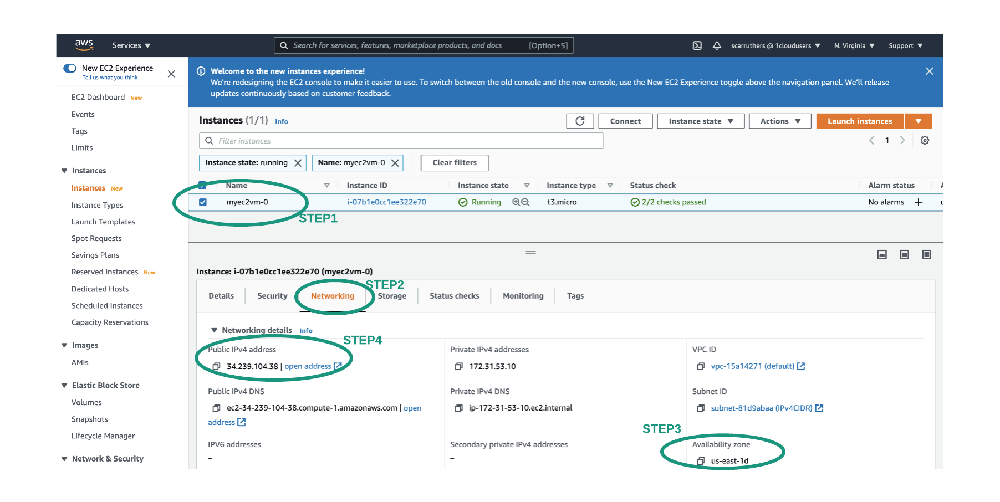 aws Services ▼ Search for services, features, marketplace products, and docs [Option+S] scarruthers @ 1cloudusers ▼ N. Virginia ▼ Support ▼
New EC2 Experience
Tell us what you think
EC2 Dashboard New
Events
Tags
Limits
Instances
Instances New
Instance Types
Launch Templates
Spot Requests
Savings Plans
Reserved Instances New
Dedicated Hosts
Scheduled Instances
Capacity Reservations
Images
AMIs
Elastic Block Store
Volumes
Snapshots
Lifecycle Manager
Network & Security
Welcome to the new instances experience!
We're redesigning the EC2 console to make it easier to use. To switch between the old console and the new console, use the New EC2 Experience toggle above the navigation panel. We'll release
updates continuously based on customer feedback.
Instances (1/1) Info Connect Instance state ▼ Actions ▼ Launch instances ▼
Filter instances
1
Instance state: running Name: myec2vm-0 Clear filters
Name Instance ID Instance state Instance type Status check Alarm status
myec2vm-0 i-07b1e0cc1ee322e70 Running t3.micro 2/2 checks passed No alarms +
STEP1
Instance: i-07b1e0cc1ee322e70 (myec2vm-0)
STEP2
Details Security Networking Storage Status checks Monitoring Tags
Networking details Info
STEP4
Public IPv4 address
34.239.104.38 | open address
Private IPv4 addresses
172.31.53.10
VPC ID
vpc-15a14271 (default)
Public IPv4 DNS
ec2-34-239-104-38.compute-1.amazonaws.com | open
address
Private IPv4 DNS
ip-172-31-53-10.ec2.internal
Subnet ID
subnet-81d9abaa (IPv4CIDR)
STEP3
IPV6 addresses
–
Secondary private IPv4 addresses
–
Availability zone
us-east-1d